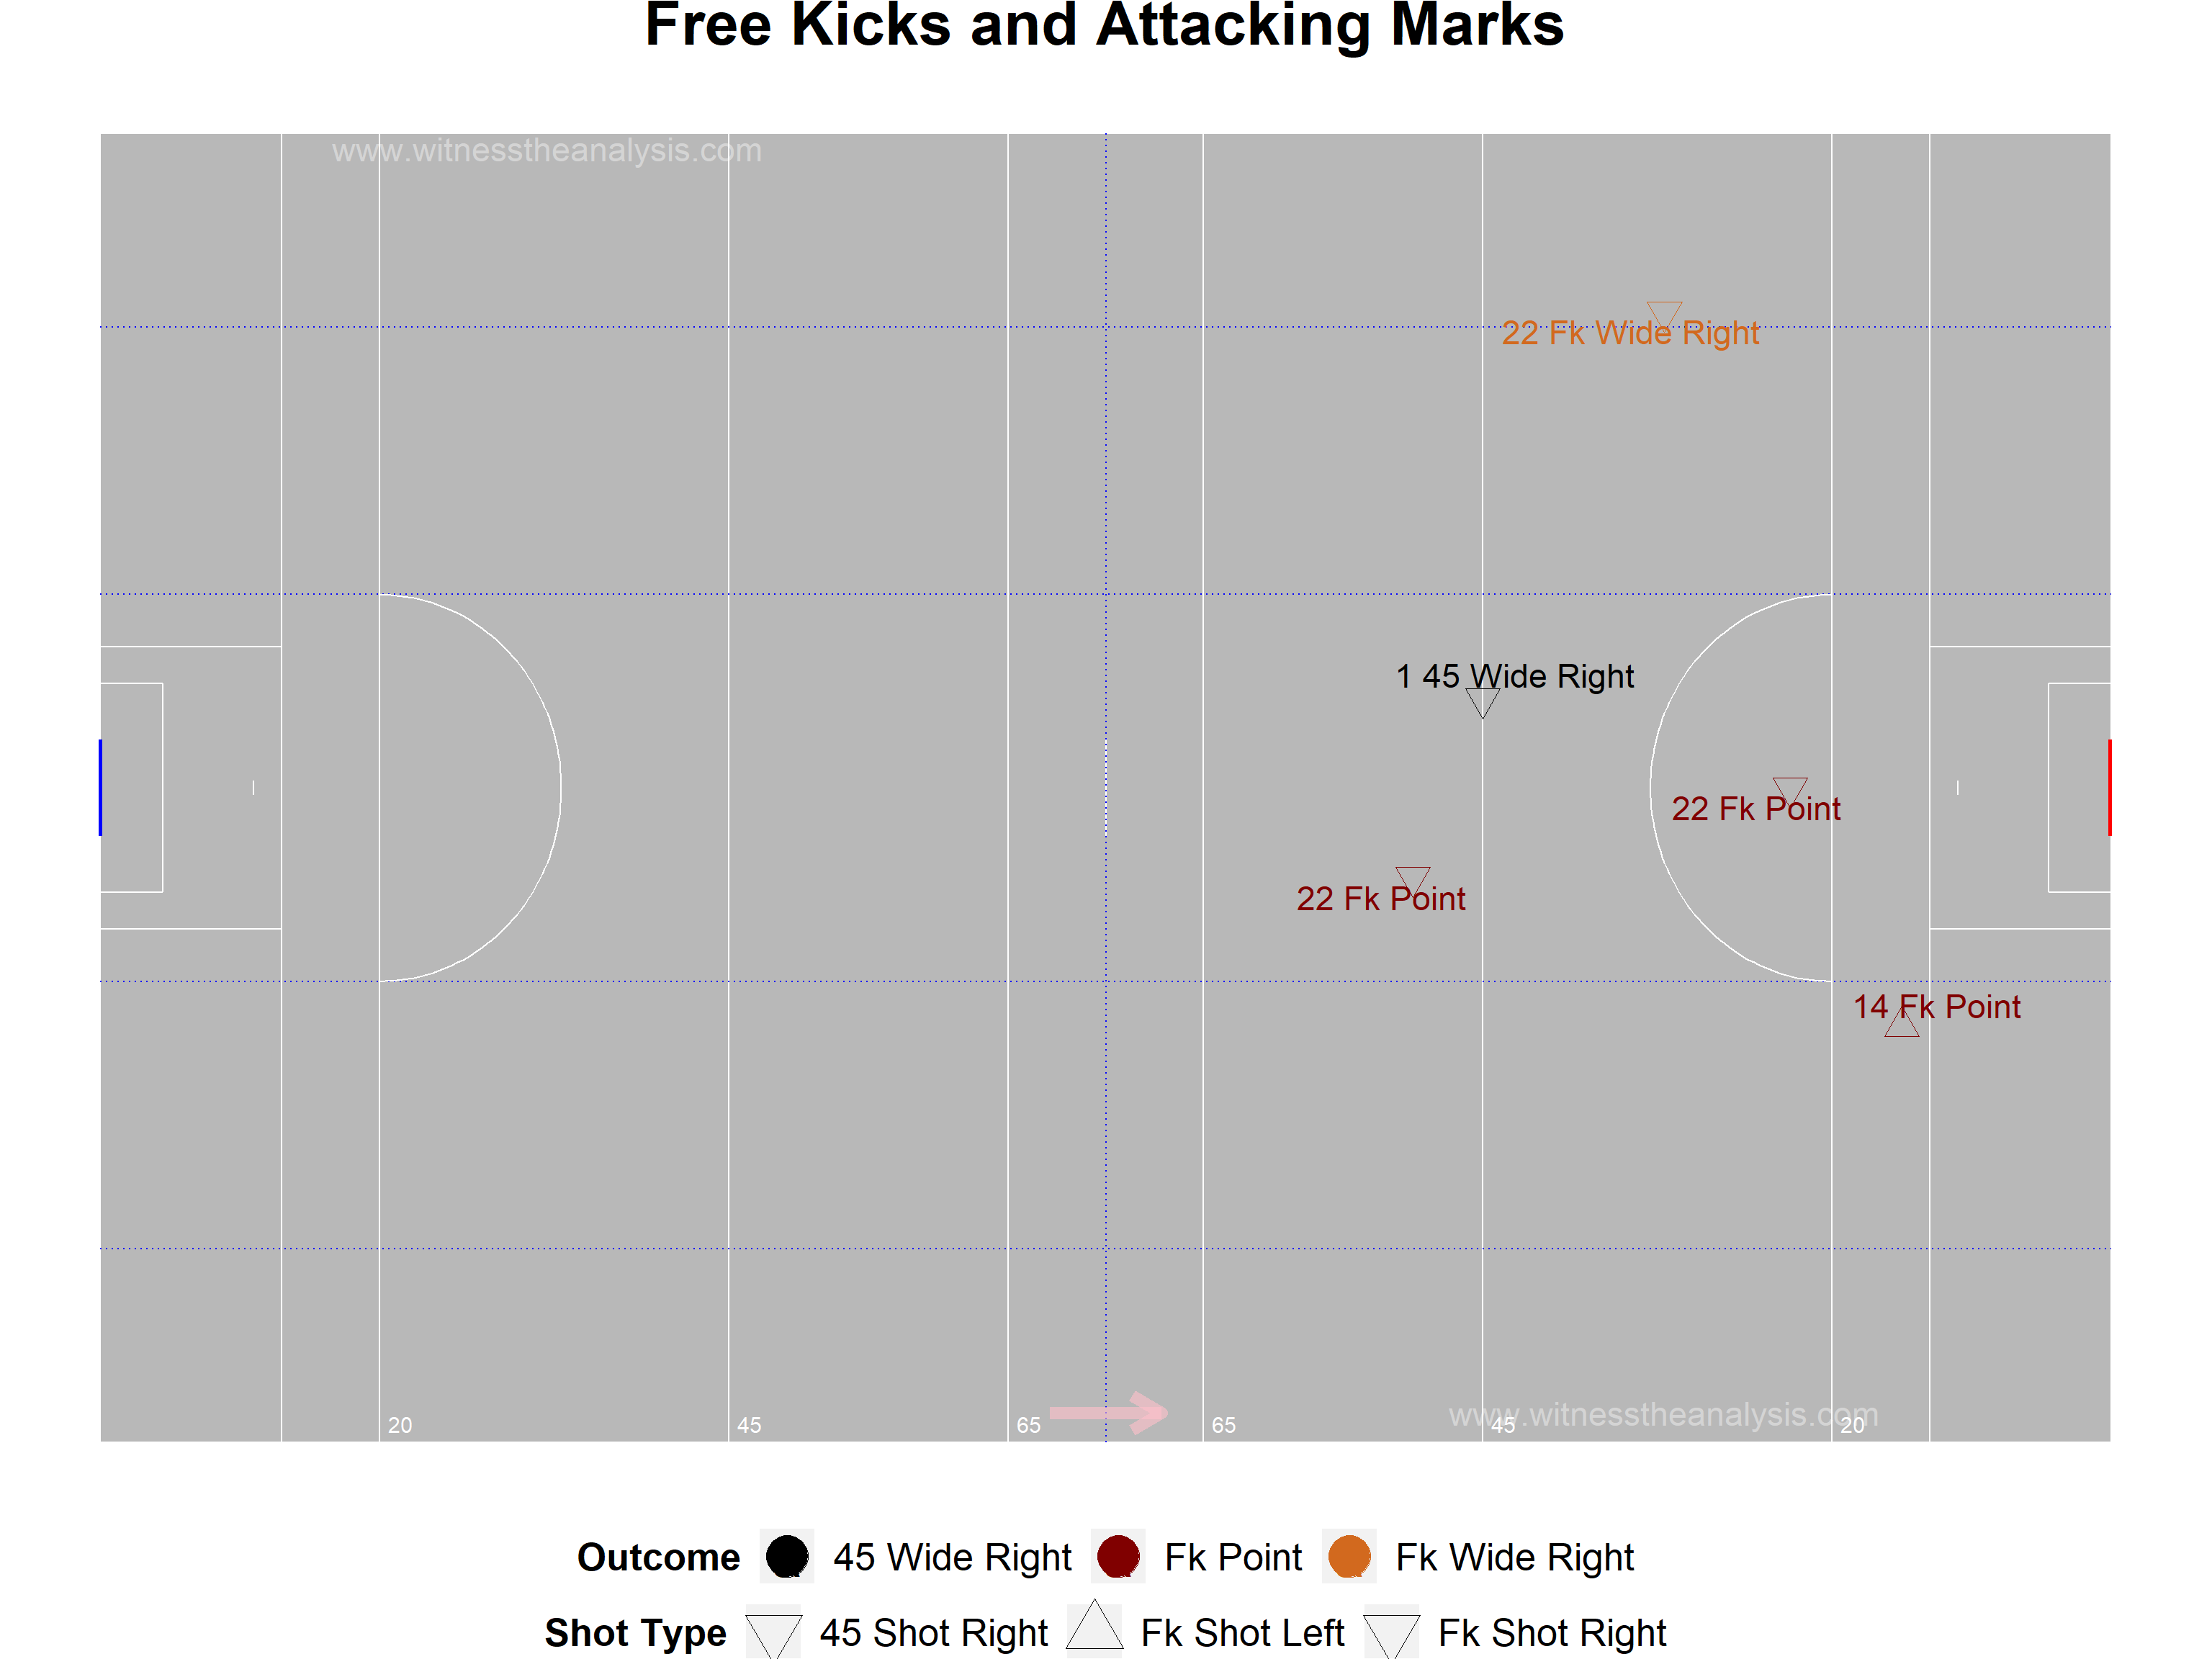 Free Kicks and Attacking Marks
www.witnesstheanalysis.com
22 Fk Wide Right
1 45 Wide Right
22 Fk Point
22 Fk Point
14 Fk Point
www.witnesstheanalysis.com
20 45 65 65 45 20
Outcome 45 Wide Right Fk Point Fk Wide Right
Shot Type 45 Shot Right Fk Shot Left Fk Shot Right